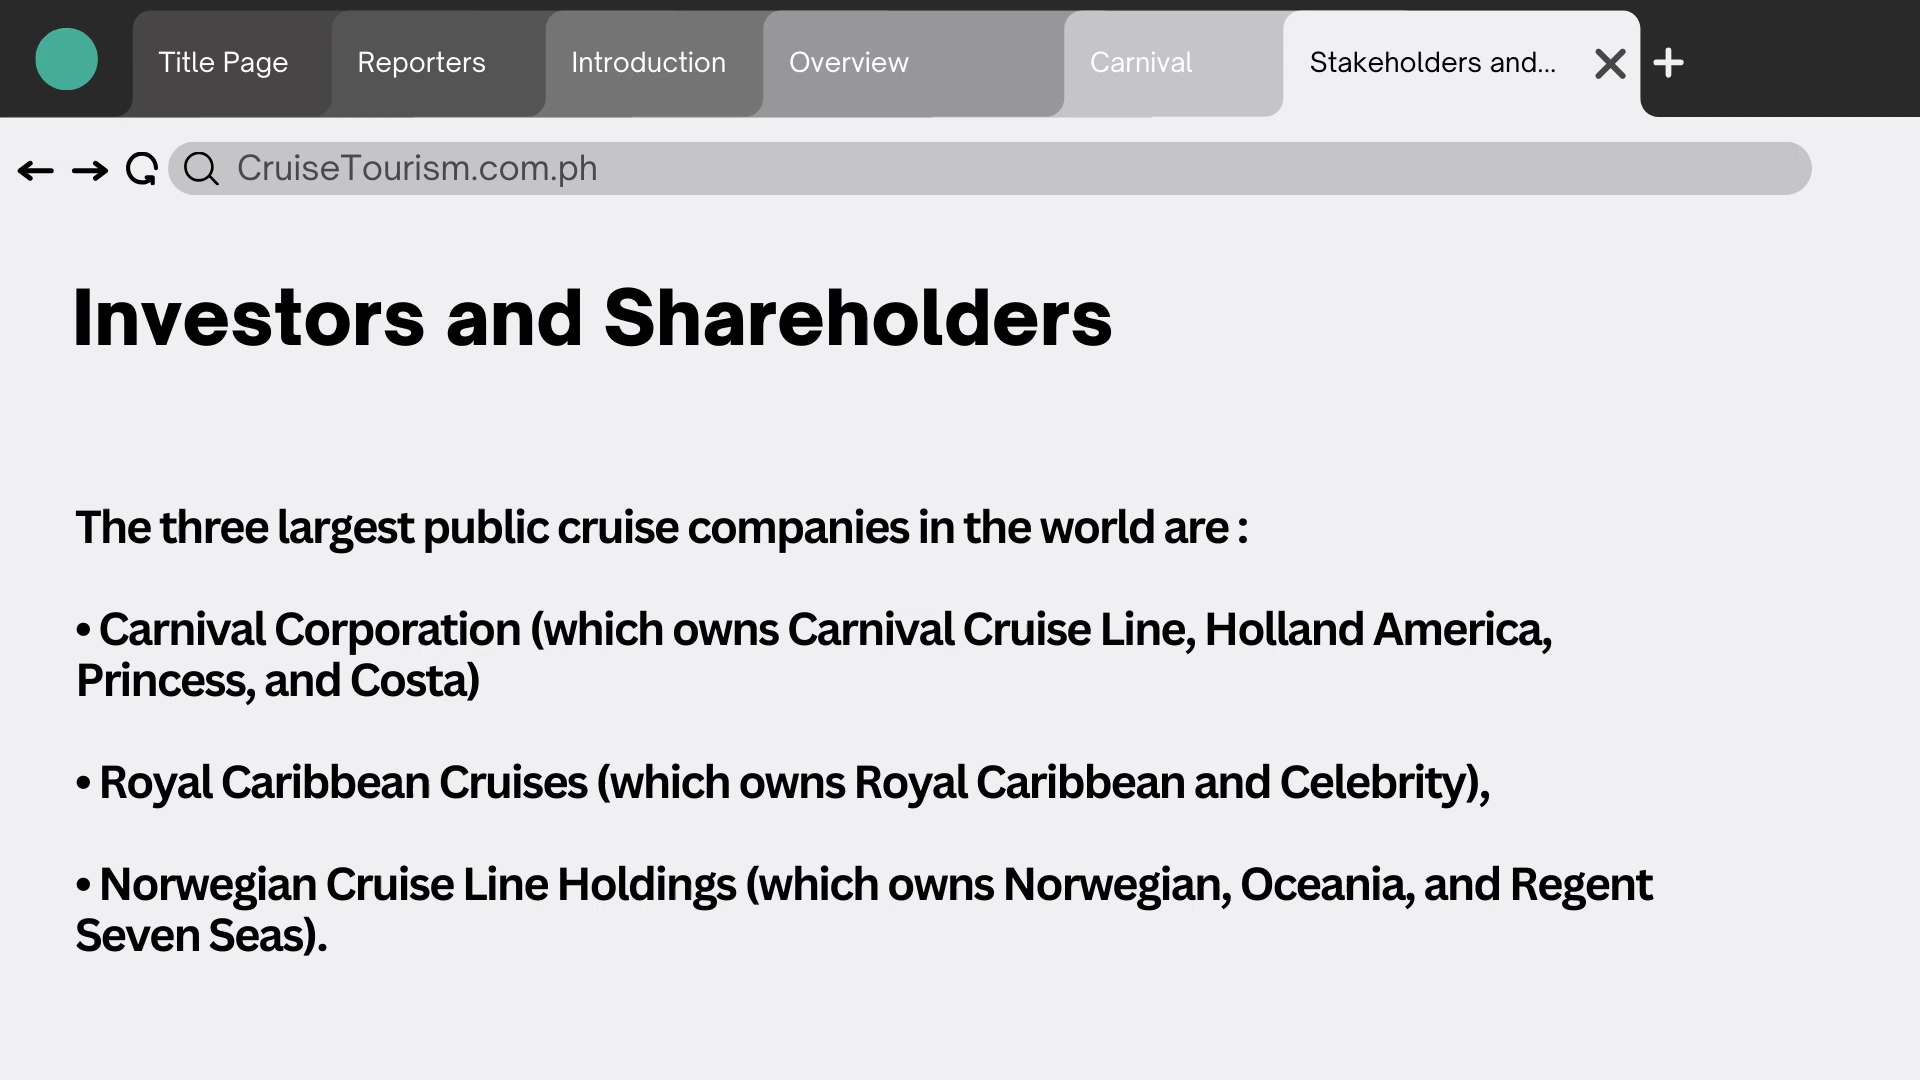 Title Page
Reporters
Introduction
Overview
Carnival
Stakeholders and...
CruiseTourism.com.ph
Investors and Shareholders
The three largest public cruise companies in the world are :
• Carnival Corporation (which owns Carnival Cruise Line, Holland America,
Princess, and Costa)
• Royal Caribbean Cruises (which owns Royal Caribbean and Celebrity),
• Norwegian Cruise Line Holdings (which owns Norwegian, Oceania, and Regent
Seven Seas).